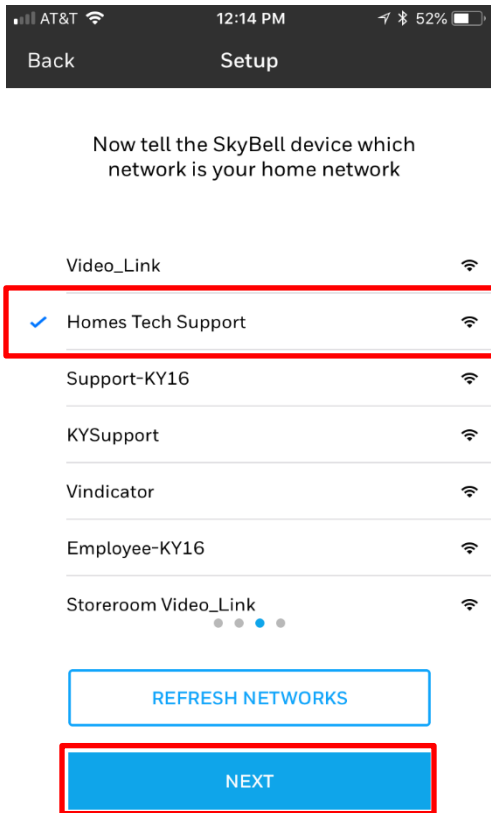 AT&T 12:14 PM 52%
Back Setup
Now tell the SkyBell device which
network is your home network
Video_Link
Homes Tech Support
Support-KY16
KYSupport
Vindicator
Employee-KY16
Storeroom Video_Link
REFRESH NETWORKS
NEXT